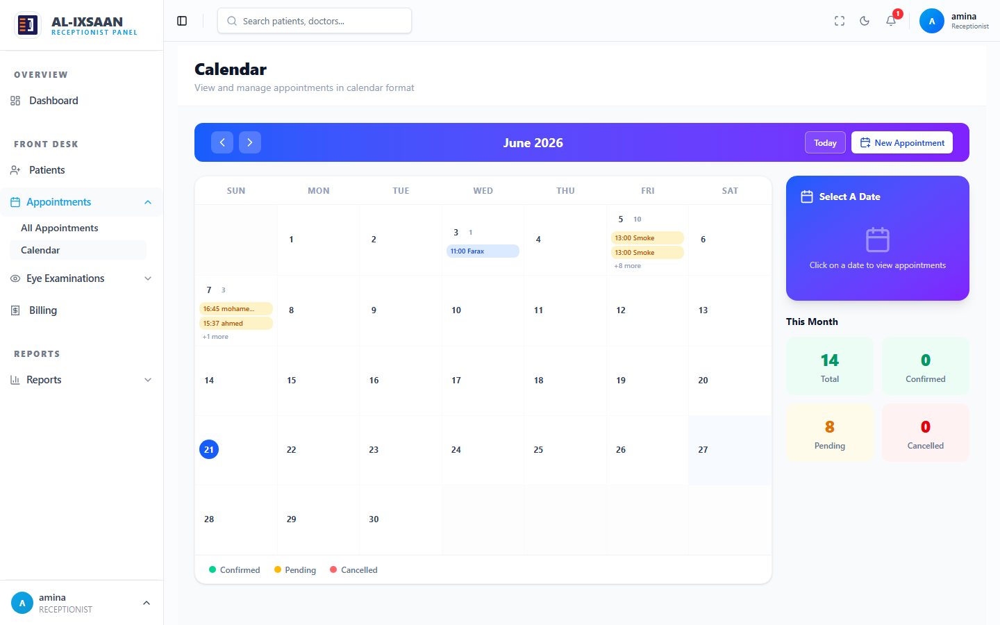 AL-IXSAAN
RECEPTIONIST PANEL
Search patients, doctors...
1
A
amina
Receptionist
OVERVIEW
Dashboard
FRONT DESK
Patients
Appointments
All Appointments
Calendar
Eye Examinations
Billing
REPORTS
Reports
A
amina
RECEPTIONIST
Calendar
View and manage appointments in calendar format
June 2026
Today
New Appointment
SUN MON TUE WED THU FRI SAT
1
2
3 1
11:00 Farax
4
5 10
13:00 Smoke
13:00 Smoke
+8 more
6
7 3
16:45 mohame...
15:37 ahmed
+1 more
8
9
10
11
12
13
14
15
16
17
18
19
20
21
22
23
24
25
26
27
28
29
30
Confirmed
Pending
Cancelled
Select A Date
Click on a date to view appointments
This Month
14
Total
0
Confirmed
8
Pending
0
Cancelled